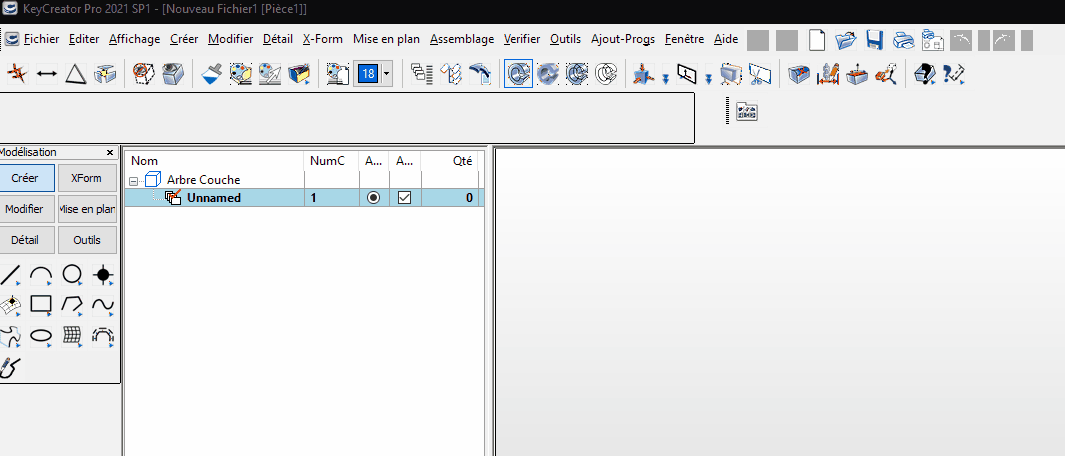 KeyCreator Pro 2021 SP1 - [Nouveau Fichier1 [Pièce1]]
Fichier Editer Affichage Créer Modifier Détail X-Form Mise en plan Assemblage Verifier Outils Ajout-Progs Fenêtre Aide
18
Modélisation x
Créer XForm
Modifier Mise en plan
Détail Outils
Nom NumC A... A... Qté
Arbre Couche
Unnamed 1 0